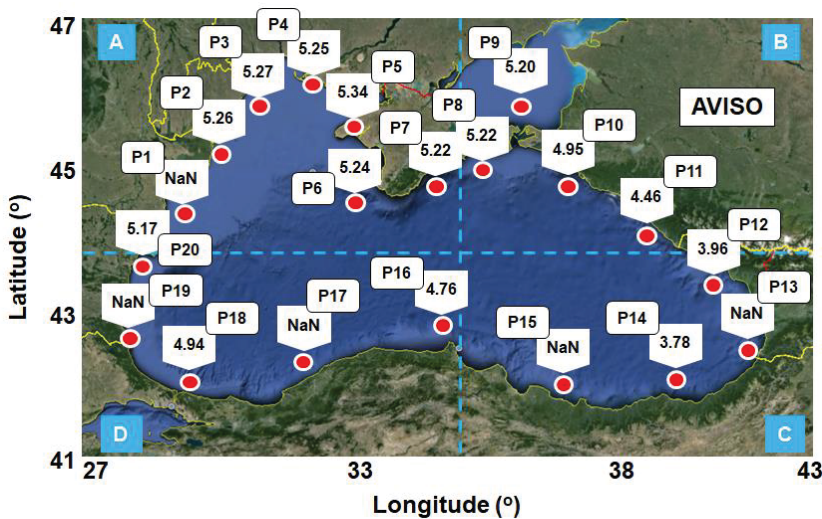 47
A
B
P4
P3
5.25
P9
5.27
5.20
P2
5.34
P5
AVISO
5.26
P8
P7
P10
P1
5.22
5.22
4.95
45
NaN
5.24
P6
P11
4.46
5.17
P12
P20
3.96
P16
P19
P17
P13
43
NaN
4.76
P18
NaN
P15
P14
NaN
4.94
NaN
3.78
D
C
41
27
33
38
43
Latitude (º)
Longitude (º)